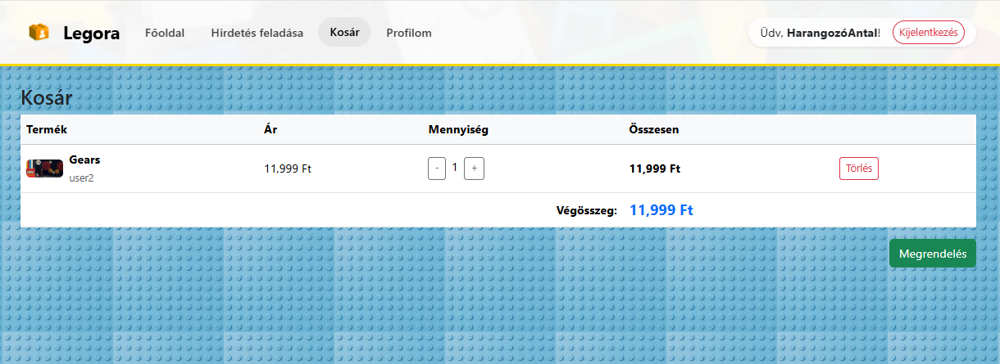 Legora Főoldal Hirdetés feladása Kosár Profilom Üdv, HarangozóAntal! Kijelentkezés
Kosár
Termék Ár Mennyiség Összesen
Gears
user2
11,999 Ft - 1 + 11,999 Ft Törlés
Végösszeg: 11,999 Ft
Megrendelés